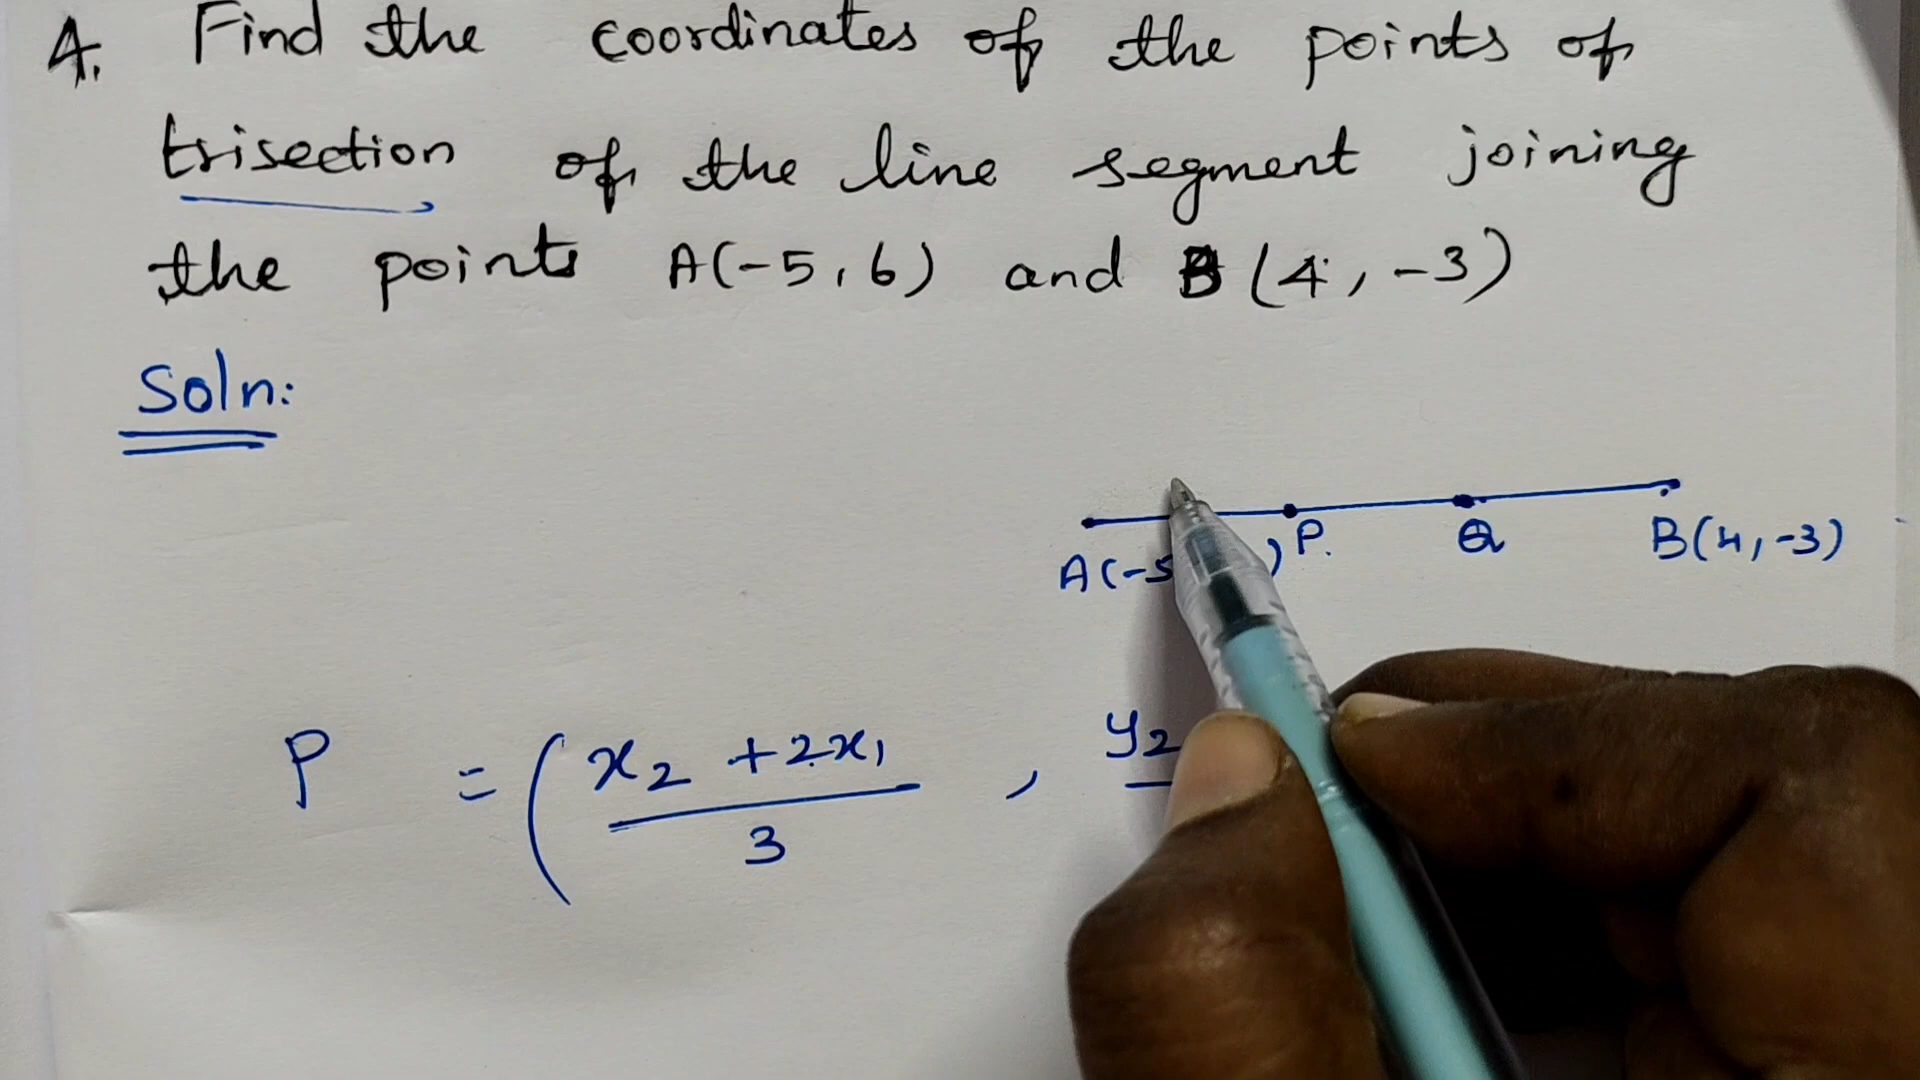 4. Find the coordinates of the points of
trisection of the line segment joining
the points A(-5,6) and B(4,-3)
Soln:
A(-5 ) P. Q B(4,-3)
P = (x₂ + 2x₁ / 3 , y₂